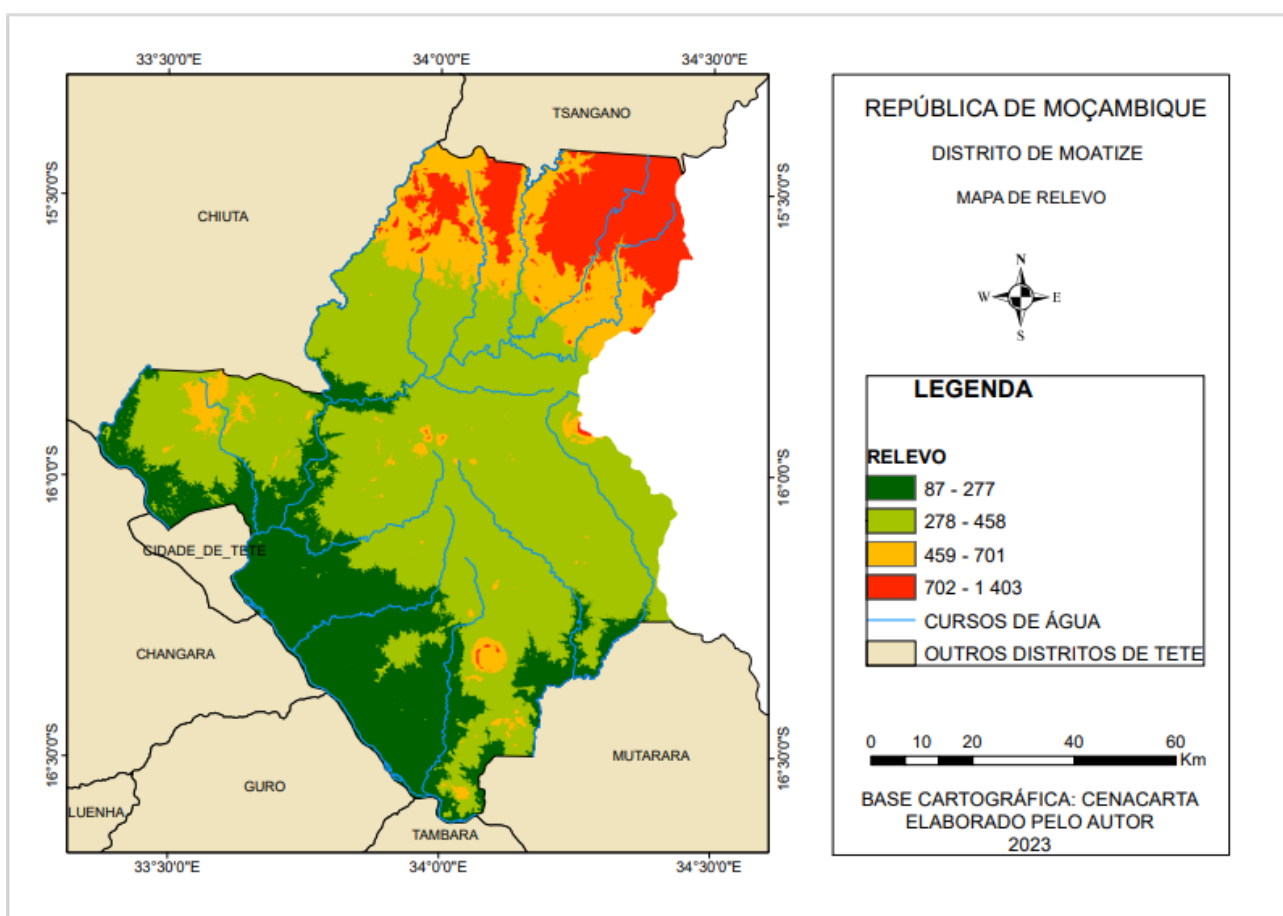 33°30'0"E
34°0'0"E
34°30'0"E
TSANGANO
15°30'0"S
15°30'0"S
CHIUTA
16°0'0"S
16°0'0"S
CIDADE_DE_TETE
CHANGARA
MUTARARA
16°30'0"S
16°30'0"S
GURO
LUENHA
TAMBARA
33°30'0"E
34°0'0"E
34°30'0"E
REPÚBLICA DE MOÇAMBIQUE
DISTRITO DE MOATIZE
MAPA DE RELEVO
N
W
E
S
LEGENDA
RELEVO
87 - 277
278 - 458
459 - 701
702 - 1 403
CURSOS DE ÁGUA
OUTROS DISTRITOS DE TETE
0 10 20 40 60
Km
BASE CARTOGRÁFICA: CENACARTA
ELABORADO PELO AUTOR
2023